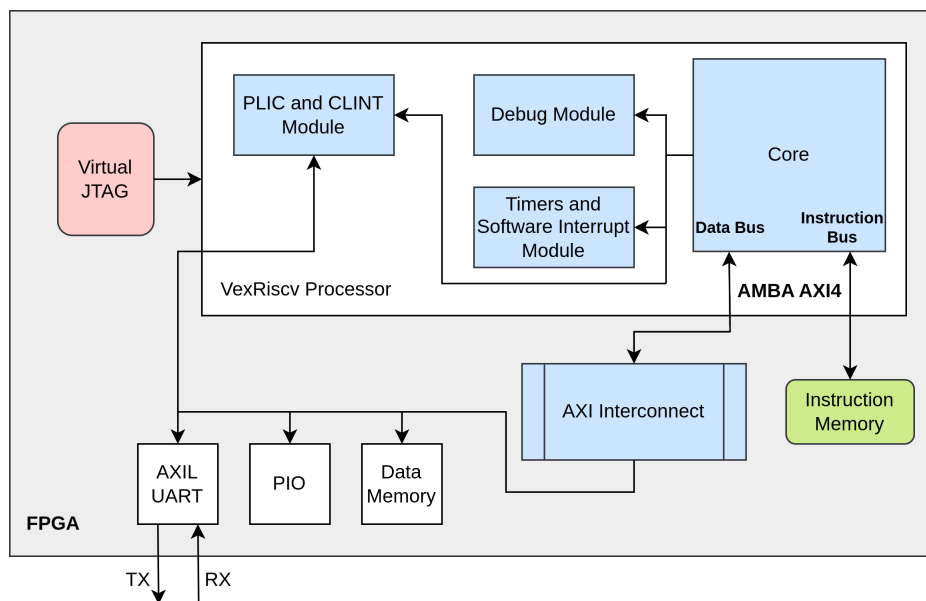 PLIC and CLINT
Module
Debug Module
Core
Virtual
JTAG
Timers and
Software Interrupt
Module
Data Bus
Instruction
Bus
VexRiscv Processor
AMBA AXI4
AXI Interconnect
Instruction
Memory
AXIL
UART
PIO
Data
Memory
FPGA
TX
RX